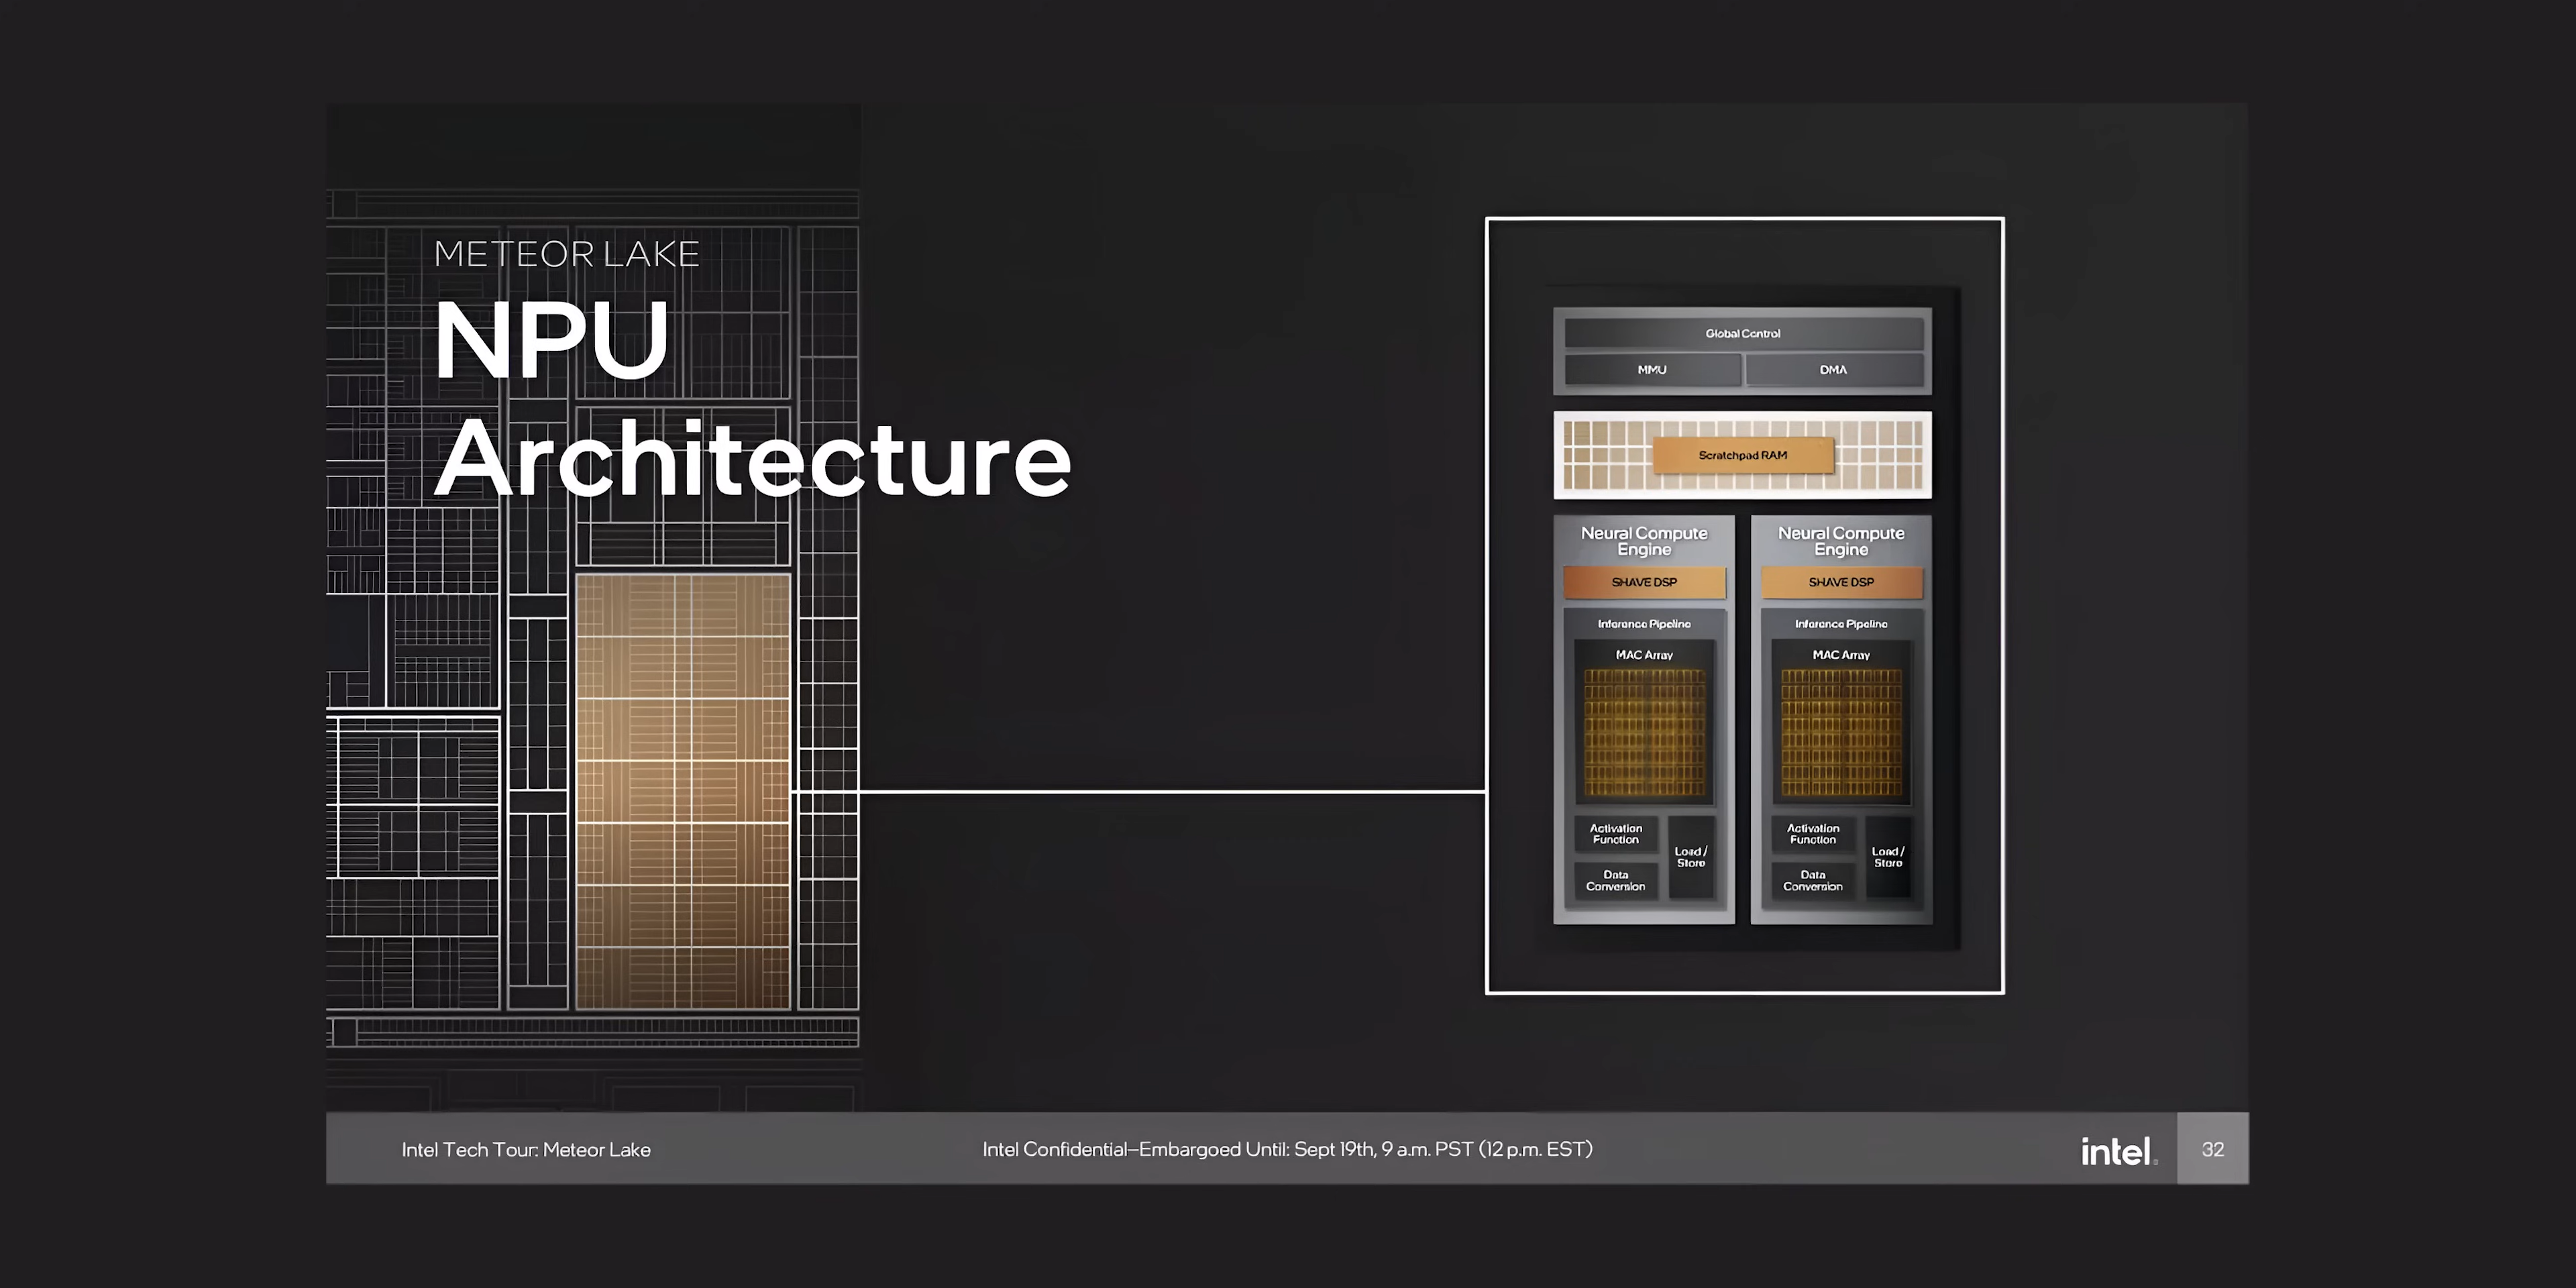 METEOR LAKE
NPU
Architecture
Global Control
MMU
DMA
Scratchpad RAM
Neural Compute
Engine
SHAVE DSP
Inference Pipeline
MAC Array
Activation
Function
Load /
Store
Data
Conversion
Neural Compute
Engine
SHAVE DSP
Inference Pipeline
MAC Array
Activation
Function
Load /
Store
Data
Conversion
Intel Tech Tour: Meteor Lake
Intel Confidential–Embargoed Until: Sept 19th, 9 a.m. PST (12 p.m. EST)
intel.
32